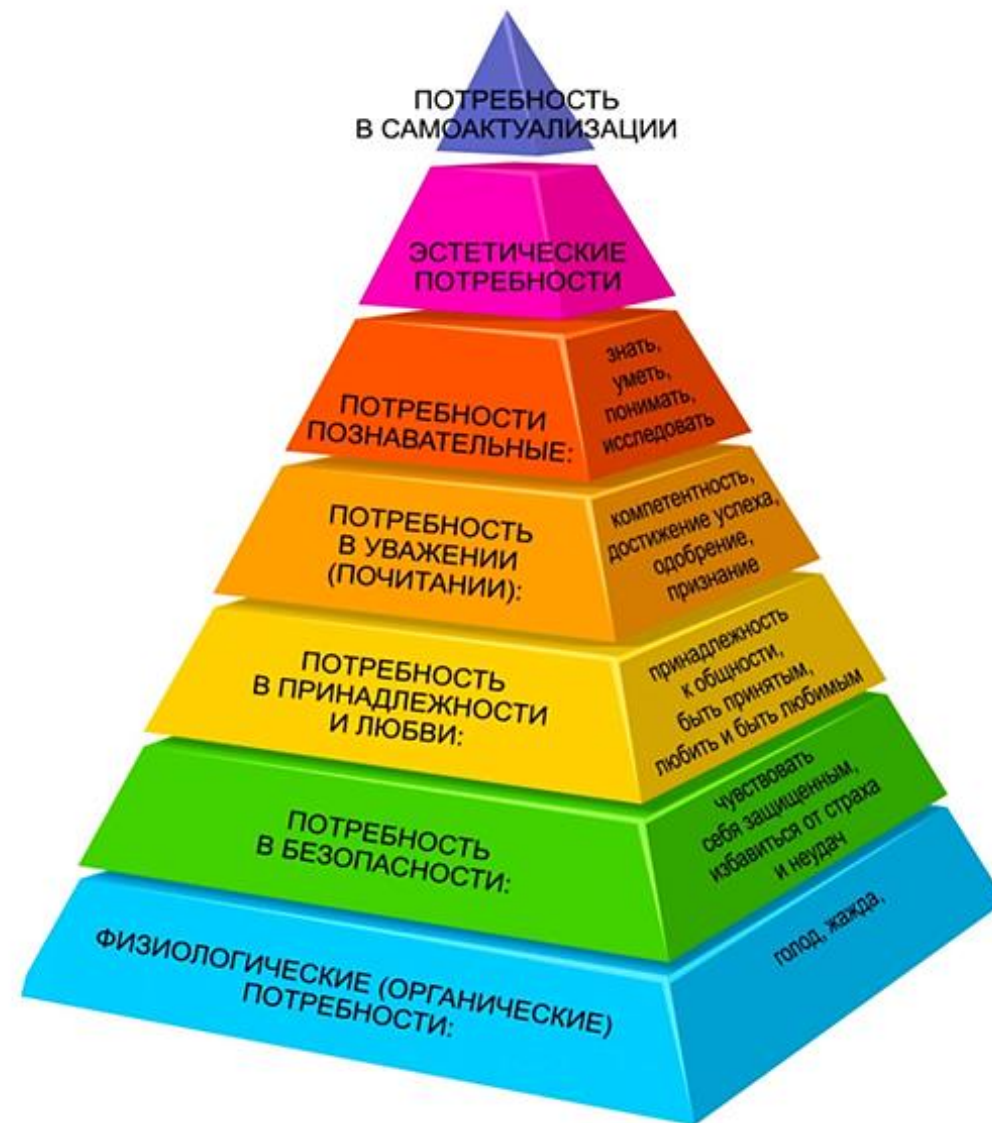 ПОТРЕБНОСТЬ
В САМОАКТУАЛИЗАЦИИ
ЭСТЕТИЧЕСКИЕ
ПОТРЕБНОСТИ
ПОТРЕБНОСТИ
ПОЗНАВАТЕЛЬНЫЕ:
знать,
уметь,
понимать,
исследовать
ПОТРЕБНОСТЬ
В УВАЖЕНИИ
(ПОЧИТАНИИ):
компетентность,
достижение успеха,
одобрение,
признание
ПОТРЕБНОСТЬ
В ПРИНАДЛЕЖНОСТИ
И ЛЮБВИ:
принадлежность
к общности,
быть принятым,
любить и быть любимым
ПОТРЕБНОСТЬ
В БЕЗОПАСНОСТИ:
чувствовать
себя защищенным,
избавиться от страха
и неудач
ФИЗИОЛОГИЧЕСКИЕ (ОРГАНИЧЕСКИЕ)
ПОТРЕБНОСТИ:
голод, жажда,